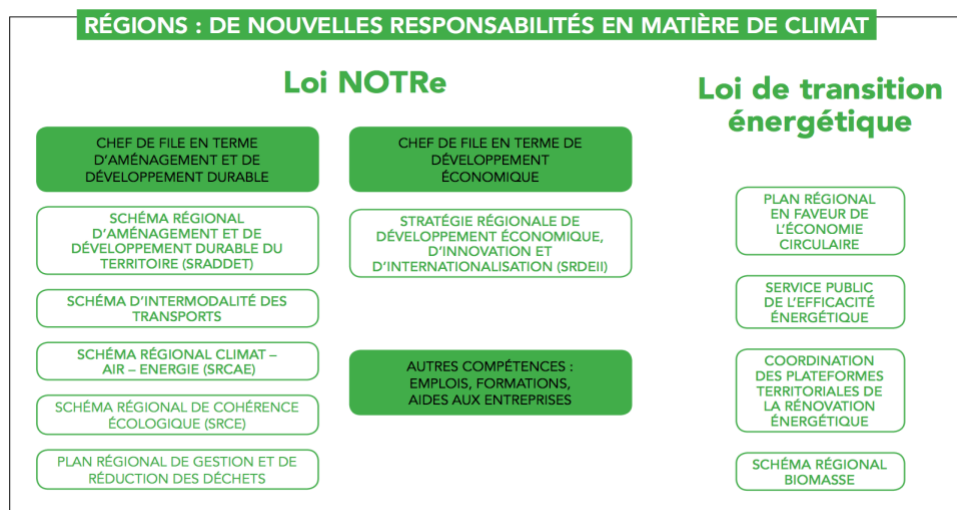 RÉGIONS : DE NOUVELLES RESPONSABILITÉS EN MATIÈRE DE CLIMAT
Loi NOTRe
CHEF DE FILE EN TERME
D'AMÉNAGEMENT ET DE
DÉVELOPPEMENT DURABLE
SCHÉMA RÉGIONAL
D'AMÉNAGEMENT ET DE
DÉVELOPPEMENT DURABLE DU
TERRITOIRE (SRADDET)
SCHÉMA D'INTERMODALITÉ DES
TRANSPORTS
SCHÉMA RÉGIONAL CLIMAT –
AIR – ENERGIE (SRCAE)
SCHÉMA RÉGIONAL DE COHÉRENCE
ÉCOLOGIQUE (SRCE)
PLAN RÉGIONAL DE GESTION ET DE
RÉDUCTION DES DÉCHETS
CHEF DE FILE EN TERME DE
DÉVELOPPEMENT
ÉCONOMIQUE
STRATÉGIE RÉGIONALE DE
DÉVELOPPEMENT ÉCONOMIQUE,
D'INNOVATION ET
D'INTERNATIONALISATION (SRDEII)
AUTRES COMPÉTENCES :
EMPLOIS, FORMATIONS,
AIDES AUX ENTREPRISES
Loi de transition
énergétique
PLAN RÉGIONAL
EN FAVEUR DE
L'ÉCONOMIE
CIRCULAIRE
SERVICE PUBLIC
DE L'EFFICACITÉ
ÉNERGÉTIQUE
COORDINATION
DES PLATEFORMES
TERRITORIALES DE
LA RÉNOVATION
ÉNERGÉTIQUE
SCHÉMA RÉGIONAL
BIOMASSE